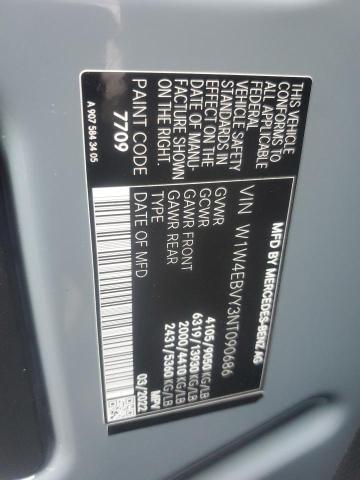 MFD BY MERCEDES-BENZ AG
VIN W1W4EBVY3NT090686
GVWR 4105/9050 KG/LB
GCWR 6319/13930 KG/LB
GAWR FRONT 2000/4410 KG/LB
GAWR REAR 2431/5360 KG/LB
TYPE MPV
DATE OF MFD 03/2022
THIS VEHICLE
CONFORMS TO
ALL APPLICABLE
FEDERAL
VEHICLE SAFETY
STANDARDS IN
EFFECT ON THE
DATE OF MANU-
FACTURE SHOWN
ON THE RIGHT
PAINT CODE
7709
A 907 584 34 05